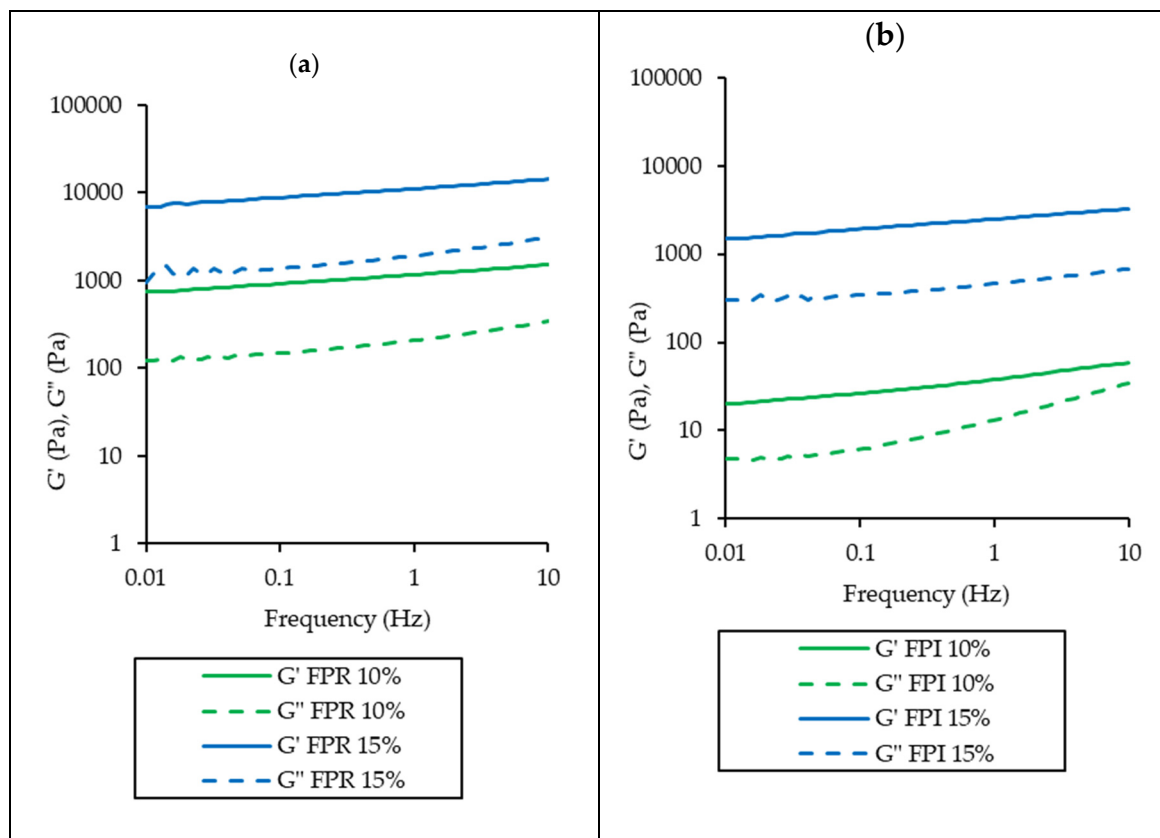 (a)
100000
10000
1000
100
10
1
G' (Pa), G" (Pa)
0.01 0.1 1 10
Frequency (Hz)
G' FPR 10%
G" FPR 10%
G' FPR 15%
G" FPR 15%
(b)
100000
10000
1000
100
10
1
G' (Pa), G" (Pa)
0.01 0.1 1 10
Frequency (Hz)
G' FPI 10%
G" FPI 10%
G' FPI 15%
G" FPI 15%